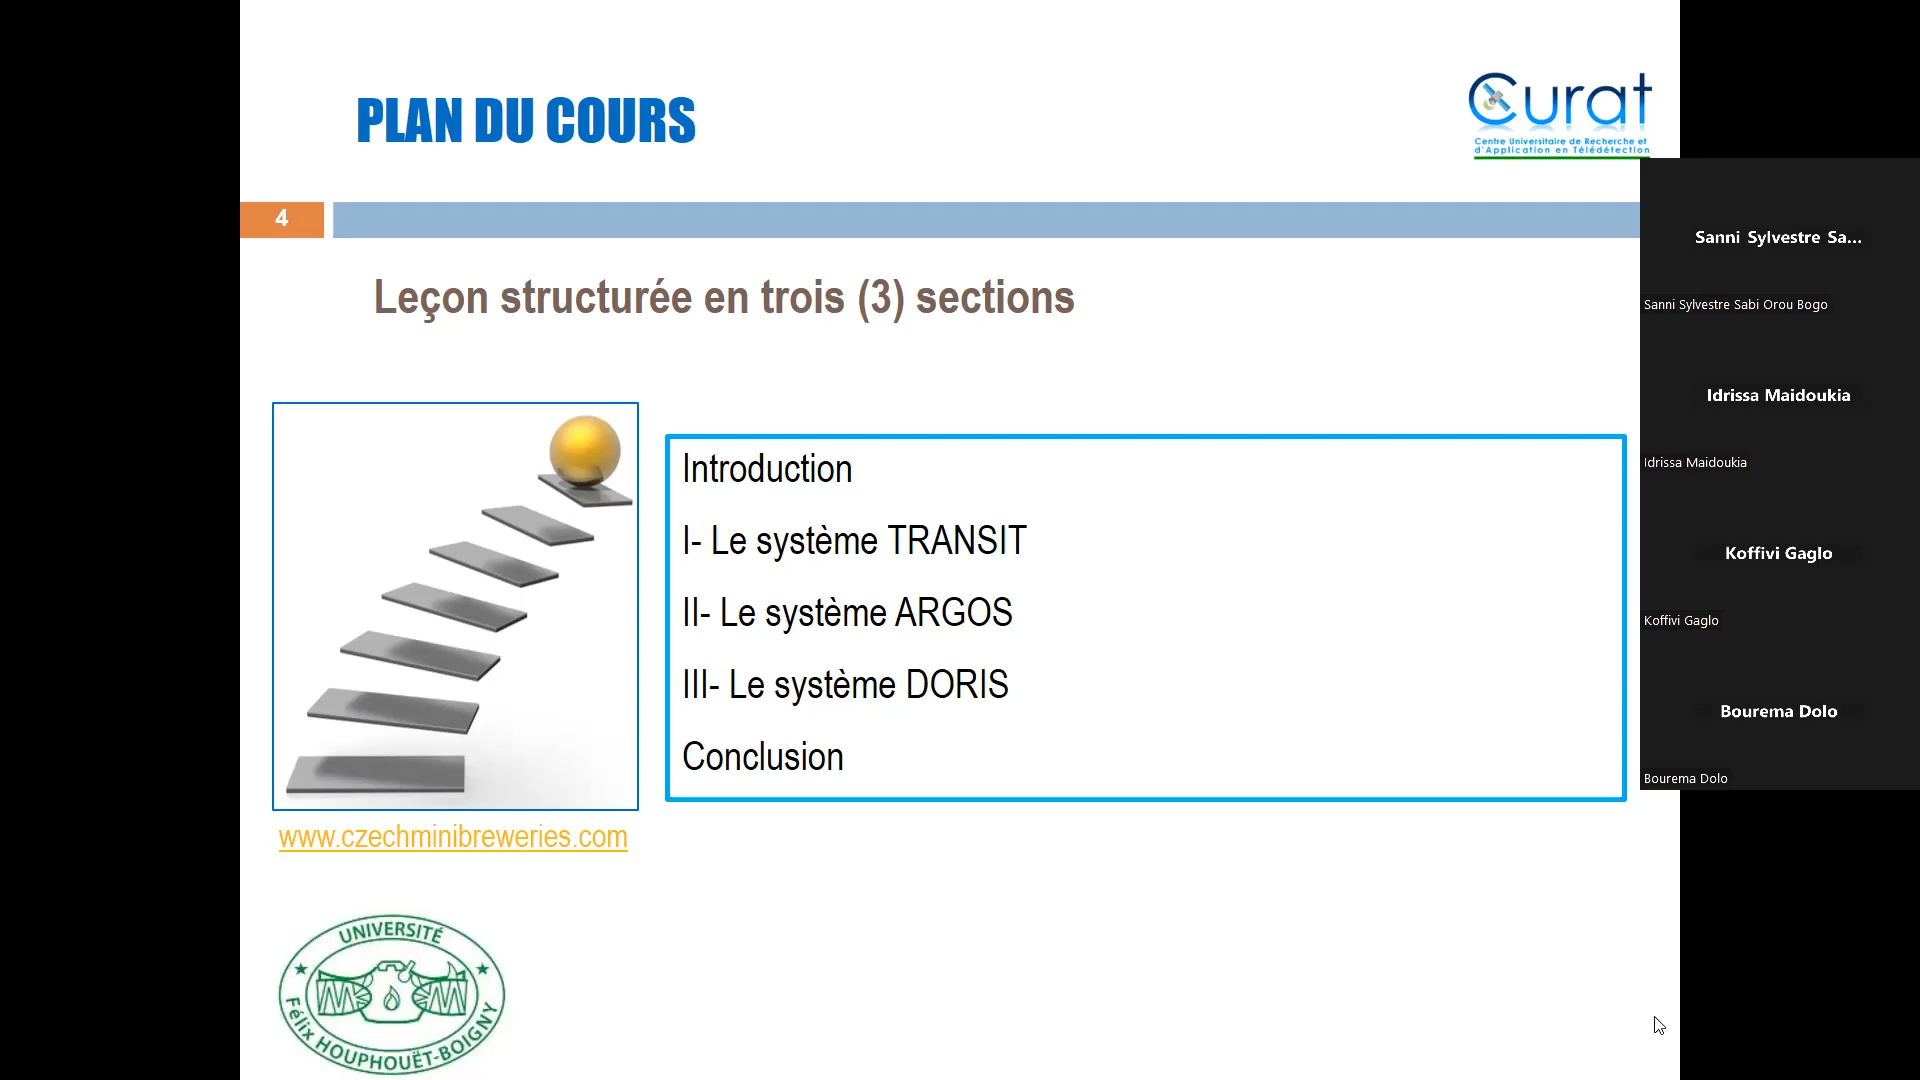 PLAN DU COURS
Curat
Centre Universitaire de Recherche et
d'Application en Télédétection
4
Leçon structurée en trois (3) sections
Introduction
I- Le système TRANSIT
II- Le système ARGOS
III- Le système DORIS
Conclusion
www.czechminibreweries.com
UNIVERSITÉ
Félix HOUPHOUËT-BOIGNY
Sanni Sylvestre Sa...
Sanni Sylvestre Sabi Orou Bogo
Idrissa Maidoukia
Idrissa Maidoukia
Koffivi Gaglo
Koffivi Gaglo
Bourema Dolo
Bourema Dolo